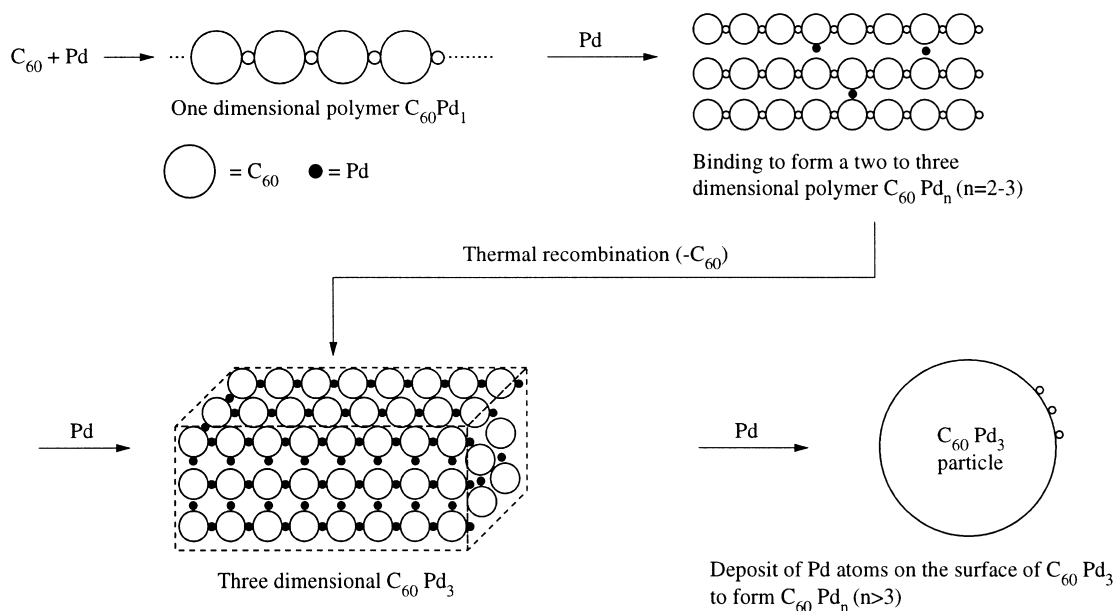 C60 + Pd
Pd
One dimensional polymer C60Pd1
= C60
= Pd
Binding to form a two to three
dimensional polymer C60 Pdn (n=2-3)
Thermal recombination (-C60)
Pd
Three dimensional C60 Pd3
Pd
C60 Pd3
particle
Deposit of Pd atoms on the surface of C60 Pd3
to form C60 Pdn (n>3)